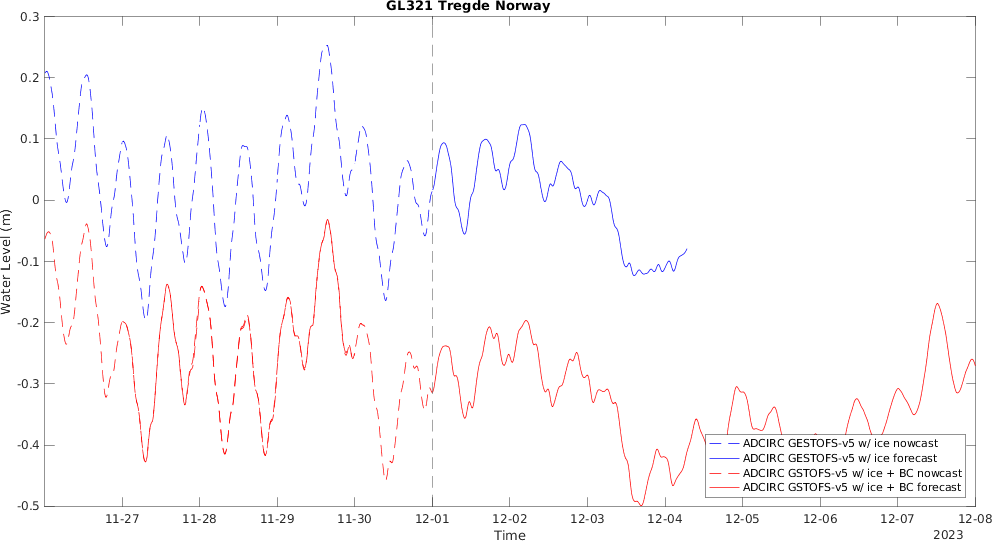 GL321 Tregde Norway
0.3
0.2
0.1
0
-0.1
-0.2
-0.3
-0.4
-0.5
Water Level (m)
11-27 11-28 11-29 11-30 12-01 12-02 12-03 12-04 12-05 12-06 12-07 12-08
Time
2023
ADCIRC GESTOFS-v5 w/ ice nowcast
ADCIRC GESTOFS-v5 w/ ice forecast
ADCIRC GSTOFS-v5 w/ ice + BC nowcast
ADCIRC GSTOFS-v5 w/ ice + BC forecast